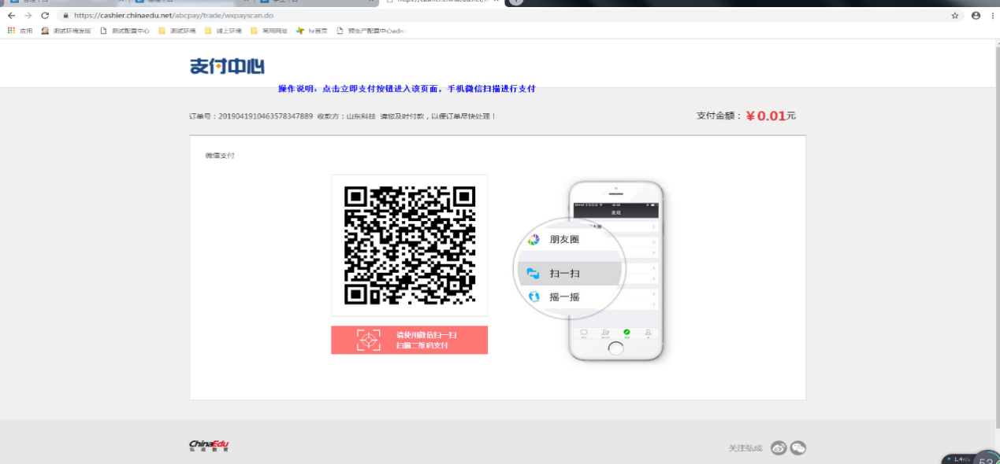 https://cashier.chinaedu.net/abcpay/trade/wxpayscan.do
应用 测试环境发版 测试配置中心 测试环境 线上环境 常用网址 hr首页 预生产配置中心adm
支付中心
操作说明：点击立即支付按钮进入该页面，手机微信扫描进行支付
订单号：2019041910463578347889 收款方：山东科技 请您及时付款，以便订单尽快处理！
支付金额：￥0.01元
微信支付
发现
朋友圈
扫一扫
摇一摇
请使用微信扫一扫
扫描二维码支付
ChinaEdu
弘成教育
关注弘成